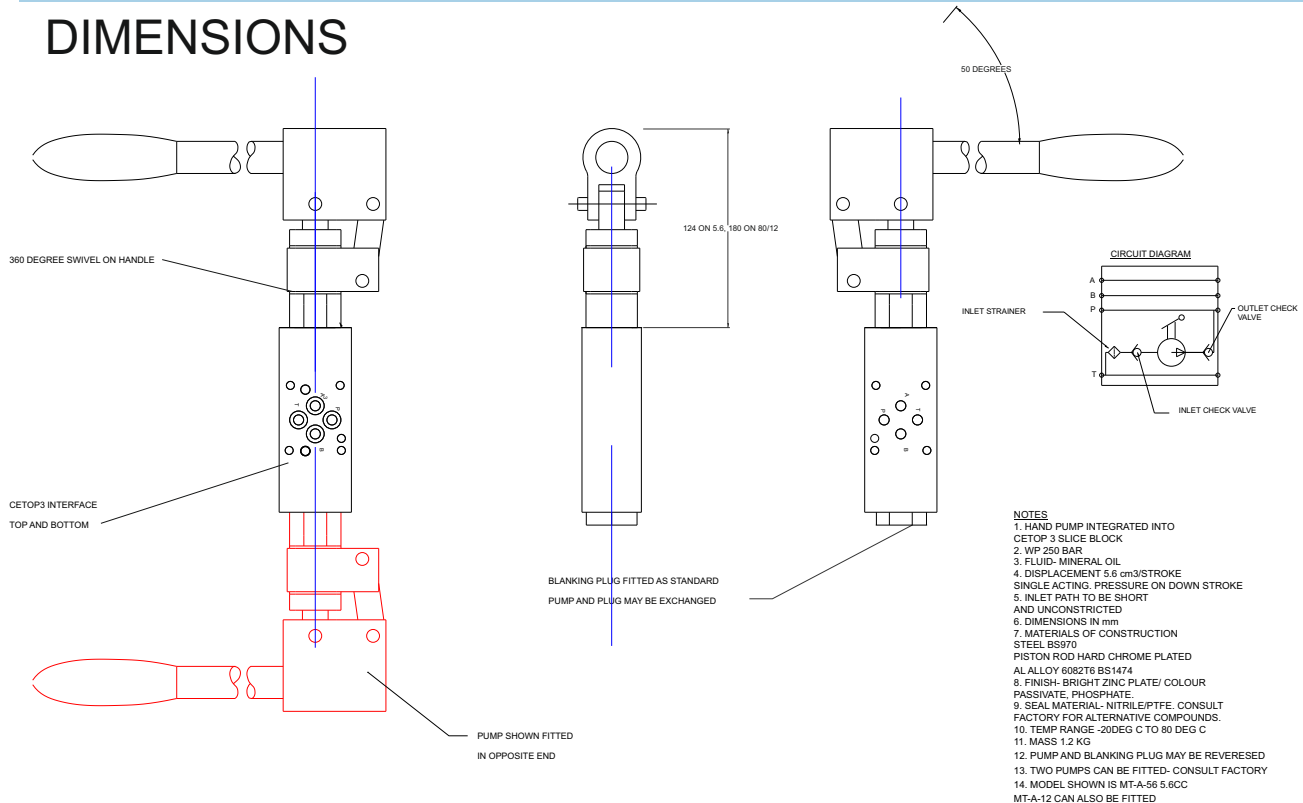 DIMENSIONS
50 DEGREES
124 ON 5.6, 180 ON 80/12
360 DEGREE SWIVEL ON HANDLE
CIRCUIT DIAGRAM
A
B
P
T
INLET STRAINER
OUTLET CHECK
VALVE
INLET CHECK VALVE
T
P
B
A
P
T
B
CETOP3 INTERFACE
TOP AND BOTTOM
BLANKING PLUG FITTED AS STANDARD
PUMP AND PLUG MAY BE EXCHANGED
PUMP SHOWN FITTED
IN OPPOSITE END
NOTES
1. HAND PUMP INTEGRATED INTO
CETOP 3 SLICE BLOCK
2. WP 250 BAR
3. FLUID- MINERAL OIL
4. DISPLACEMENT 5.6 cm3/STROKE
SINGLE ACTING. PRESSURE ON DOWN STROKE
5. INLET PATH TO BE SHORT
AND UNCONSTRICTED
6. DIMENSIONS IN mm
7. MATERIALS OF CONSTRUCTION
STEEL BS970
PISTON ROD HARD CHROME PLATED
AL ALLOY 6082T6 BS1474
8. FINISH- BRIGHT ZINC PLATE/ COLOUR
PASSIVATE, PHOSPHATE.
9. SEAL MATERIAL- NITRILE/PTFE. CONSULT
FACTORY FOR ALTERNATIVE COMPOUNDS.
10. TEMP RANGE -20DEG C TO 80 DEG C
11. MASS 1.2 KG
12. PUMP AND BLANKING PLUG MAY BE REVERESED
13. TWO PUMPS CAN BE FITTED- CONSULT FACTORY
14. MODEL SHOWN IS MT-A-56 5.6CC
MT-A-12 CAN ALSO BE FITTED